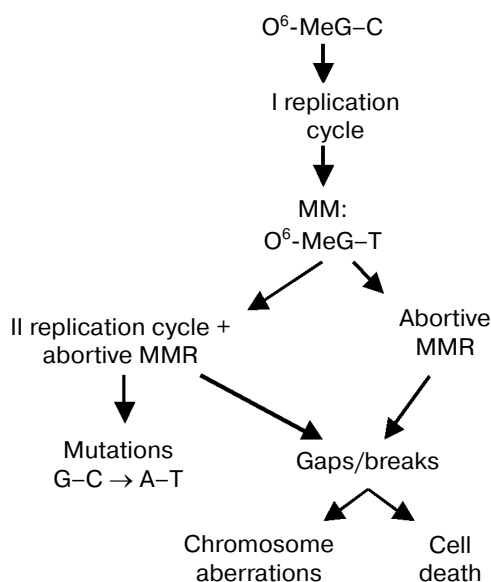 O⁶-MeG–C
I replication
cycle
MM:
O⁶-MeG–T
II replication cycle +
abortive MMR
Abortive
MMR
Mutations
G–C → A–T
Gaps/breaks
Chromosome
aberrations
Cell
death